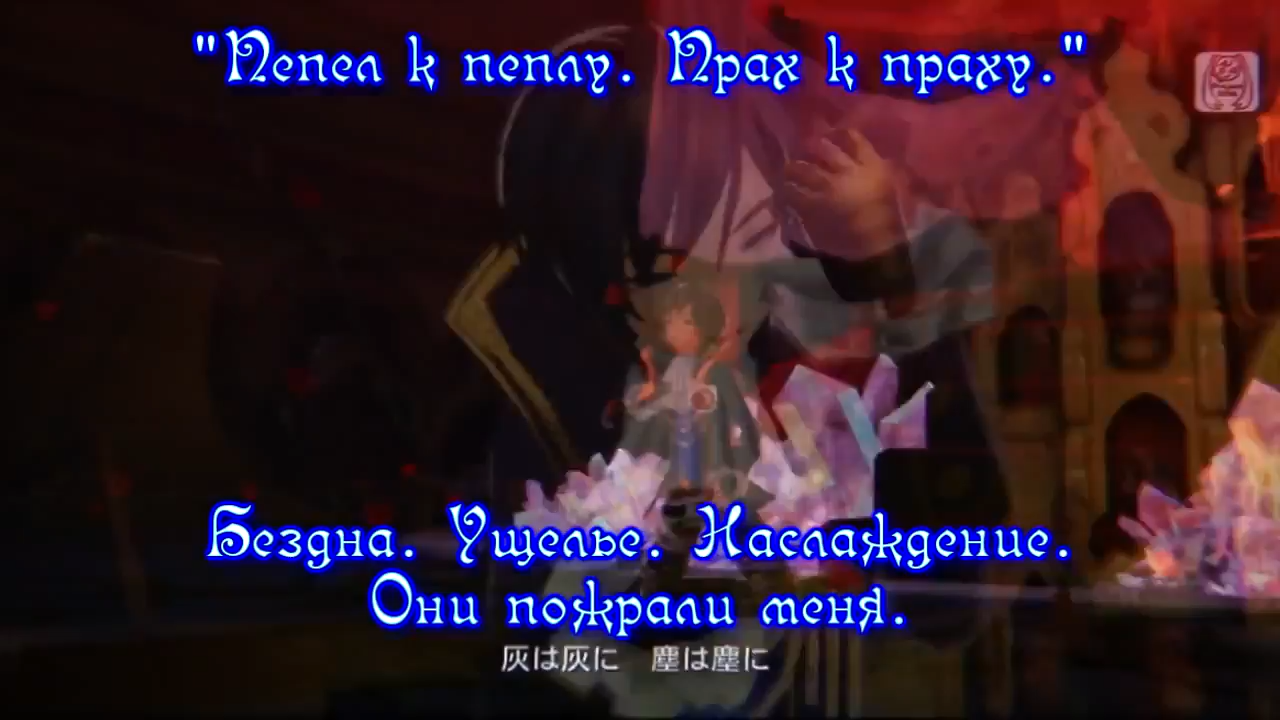 "Пепел к пеплу. Прах к праху."
Бездна. Ущелье. Наслаждение.
Они пожрали меня.
灰は灰に　塵は塵に